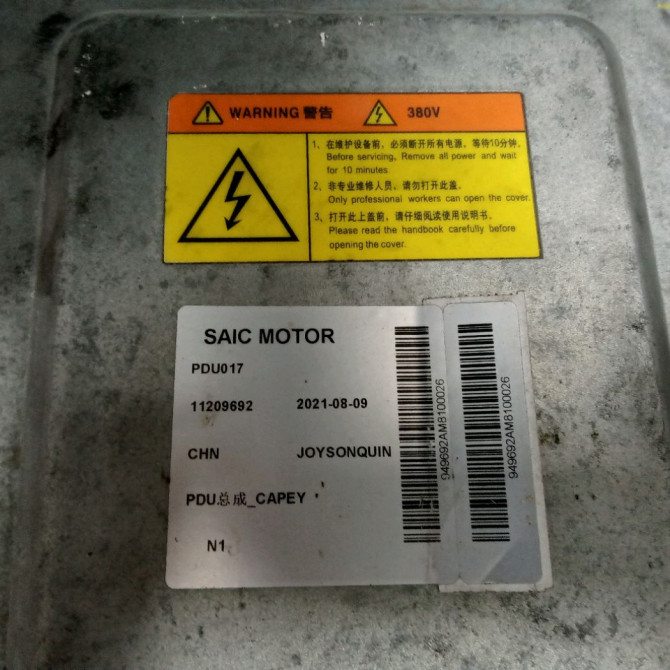 WARNING 警告 380V
1、在维护设备前，必须断开所有电源，等待10分钟。
Before servicing, Remove all power and wait
for 10 minutes
2、非专业维修人员，请勿打开此盖。
Only professional workers can open the cover.
3、打开此上盖前，请仔细阅读使用说明书。
Please read the handbook carefully before
opening the cover.
SAIC MOTOR
PDU017
11209692 2021-08-09
CHN JOYSONQUIN
PDU总成_CAPEY
N1
949692AM8100026
949692AM8100026